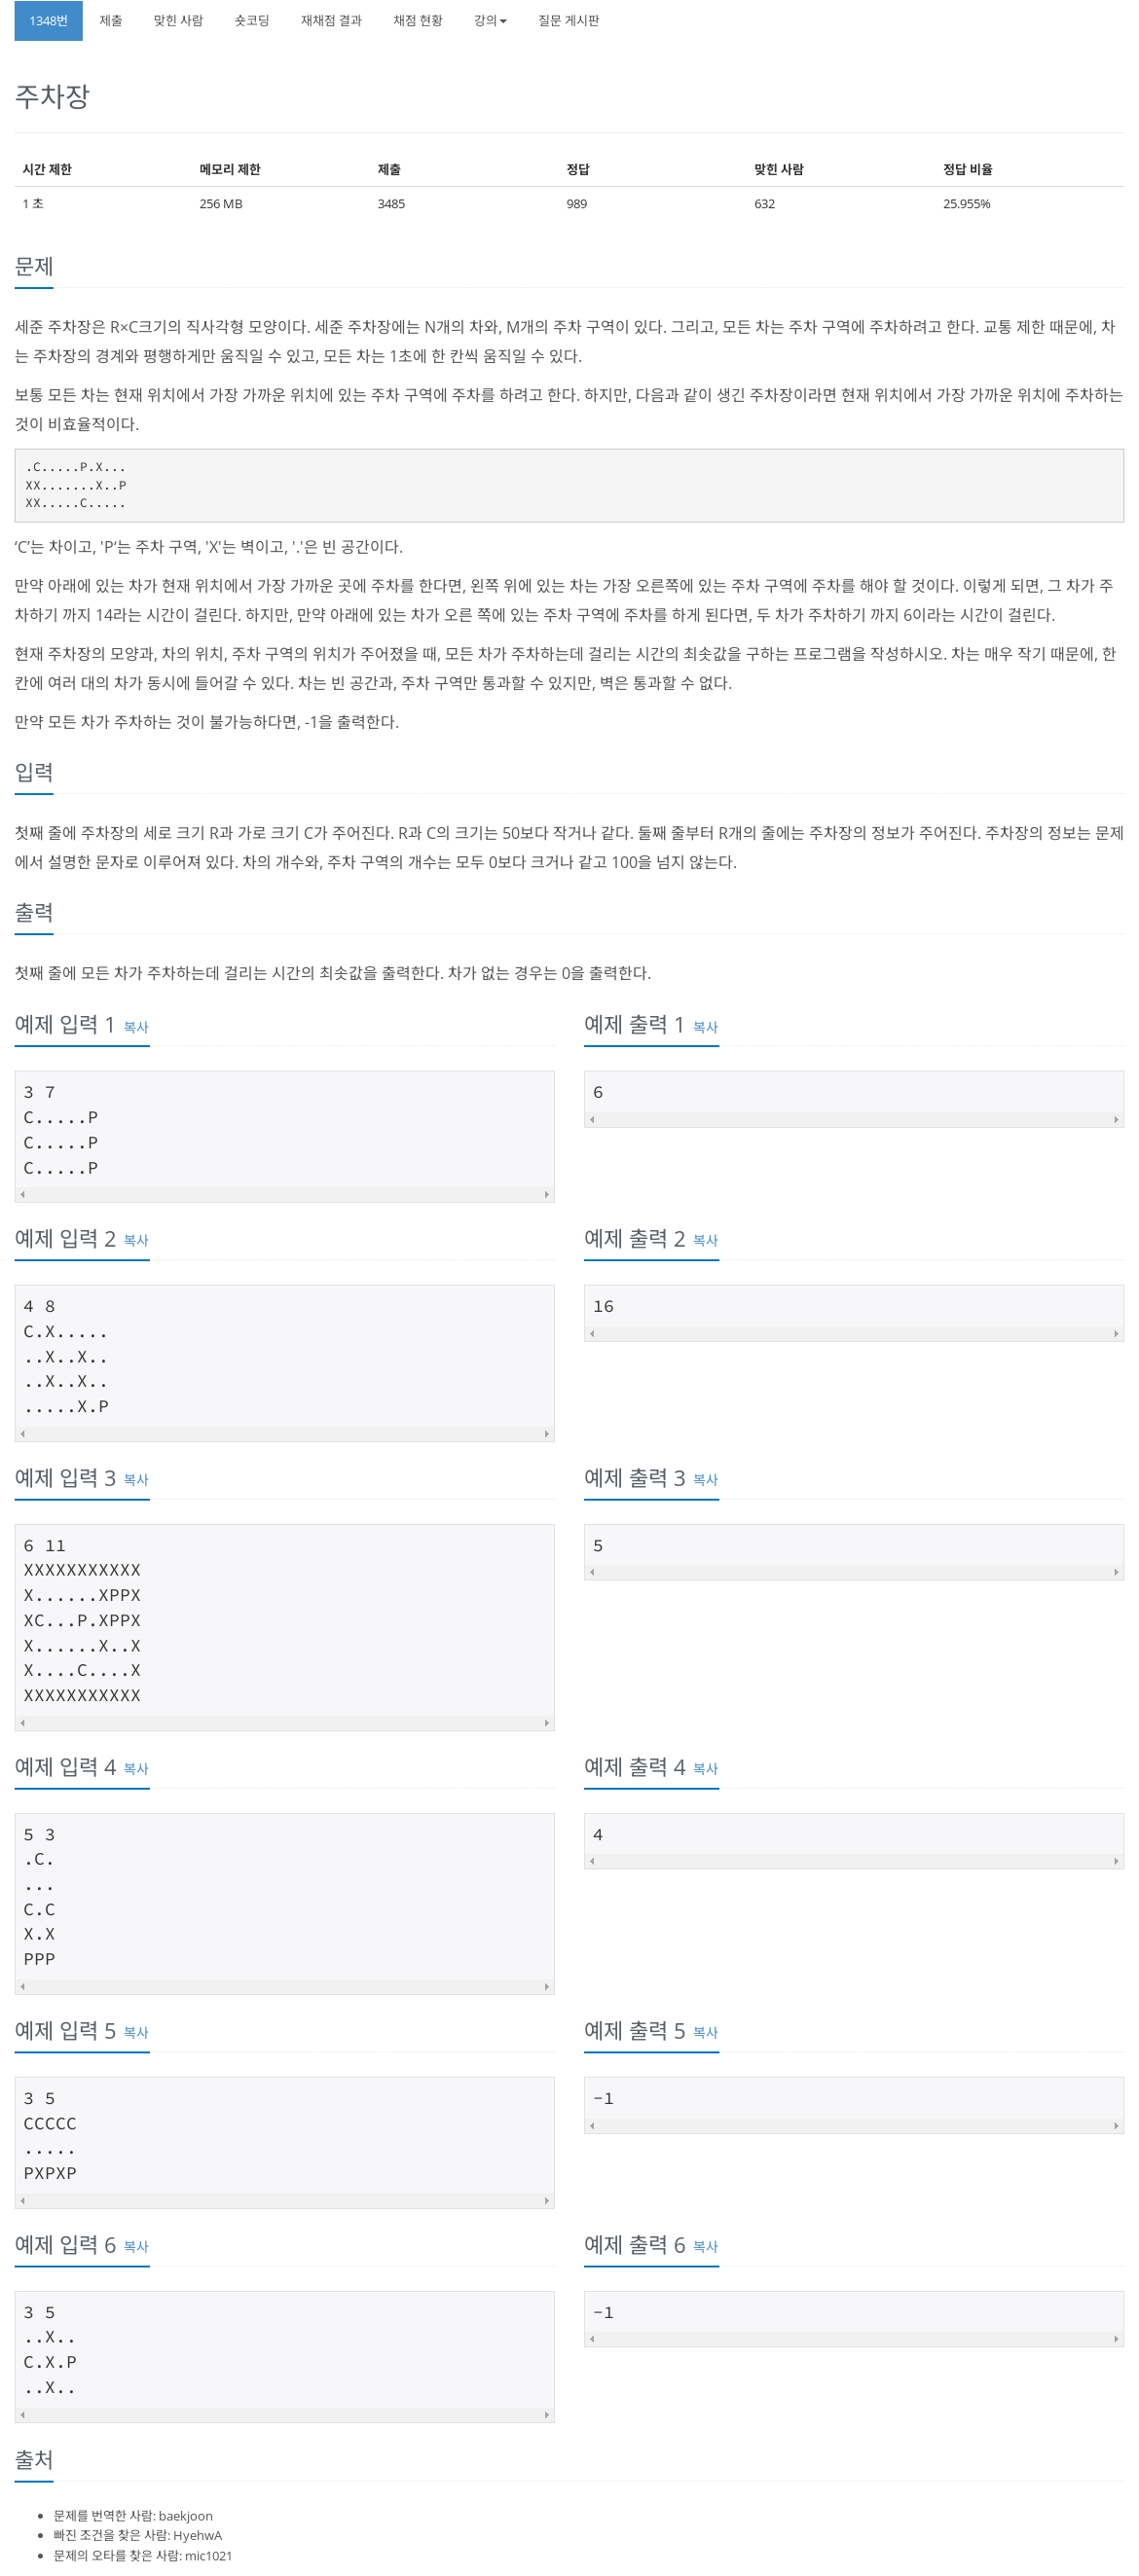 1348번 제출 맞힌 사람 숏코딩 재채점 결과 채점 현황 강의 질문 게시판
주차장
시간 제한 메모리 제한 제출 정답 맞힌 사람 정답 비율
1 초 256 MB 3485 989 632 25.955%
문제
세준 주차장은 R×C크기의 직사각형 모양이다. 세준 주차장에는 N개의 차와, M개의 주차 구역이 있다. 그리고, 모든 차는 주차 구역에 주차하려고 한다. 교통 제한 때문에, 차
는 주차장의 경계와 평행하게만 움직일 수 있고, 모든 차는 1초에 한 칸씩 움직일 수 있다.
보통 모든 차는 현재 위치에서 가장 가까운 위치에 있는 주차 구역에 주차를 하려고 한다. 하지만, 다음과 같이 생긴 주차장이라면 현재 위치에서 가장 가까운 위치에 주차하는
것이 비효율적이다.
.C.....P.X...
XX.......X..P
XX.....C.....
‘C’는 차이고, 'P‘는 주차 구역, 'X'는 벽이고, '.'은 빈 공간이다.
만약 아래에 있는 차가 현재 위치에서 가장 가까운 곳에 주차를 한다면, 왼쪽 위에 있는 차는 가장 오른쪽에 있는 주차 구역에 주차를 해야 할 것이다. 이렇게 되면, 그 차가 주
차하기 까지 14라는 시간이 걸린다. 하지만, 만약 아래에 있는 차가 오른 쪽에 있는 주차 구역에 주차를 하게 된다면, 두 차가 주차하기 까지 6이라는 시간이 걸린다.
현재 주차장의 모양과, 차의 위치, 주차 구역의 위치가 주어졌을 때, 모든 차가 주차하는데 걸리는 시간의 최솟값을 구하는 프로그램을 작성하시오. 차는 매우 작기 때문에, 한
칸에 여러 대의 차가 동시에 들어갈 수 있다. 차는 빈 공간과, 주차 구역만 통과할 수 있지만, 벽은 통과할 수 없다.
만약 모든 차가 주차하는 것이 불가능하다면, -1을 출력한다.
입력
첫째 줄에 주차장의 세로 크기 R과 가로 크기 C가 주어진다. R과 C의 크기는 50보다 작거나 같다. 둘째 줄부터 R개의 줄에는 주차장의 정보가 주어진다. 주차장의 정보는 문제
에서 설명한 문자로 이루어져 있다. 차의 개수와, 주차 구역의 개수는 모두 0보다 크거나 같고 100을 넘지 않는다.
출력
첫째 줄에 모든 차가 주차하는데 걸리는 시간의 최솟값을 출력한다. 차가 없는 경우는 0을 출력한다.
예제 입력 1 복사
3 7
C.....P
C.....P
C.....P
예제 출력 1 복사
6
예제 입력 2 복사
4 8
C.X.....
..X..X..
..X..X..
.....X.P
예제 출력 2 복사
16
예제 입력 3 복사
6 11
XXXXXXXXXXX
X......XPPX
XC...P.XPPX
X......X..X
X....C....X
XXXXXXXXXXX
예제 출력 3 복사
5
예제 입력 4 복사
5 3
.C.
...
C.C
X.X
PPP
예제 출력 4 복사
4
예제 입력 5 복사
3 5
CCCCC
.....
PXPXP
예제 출력 5 복사
-1
예제 입력 6 복사
3 5
..X..
C.X.P
..X..
예제 출력 6 복사
-1
출처
• 문제를 번역한 사람: baekjoon
• 빠진 조건을 찾은 사람: HyehwA
• 문제의 오타를 찾은 사람: mic1021